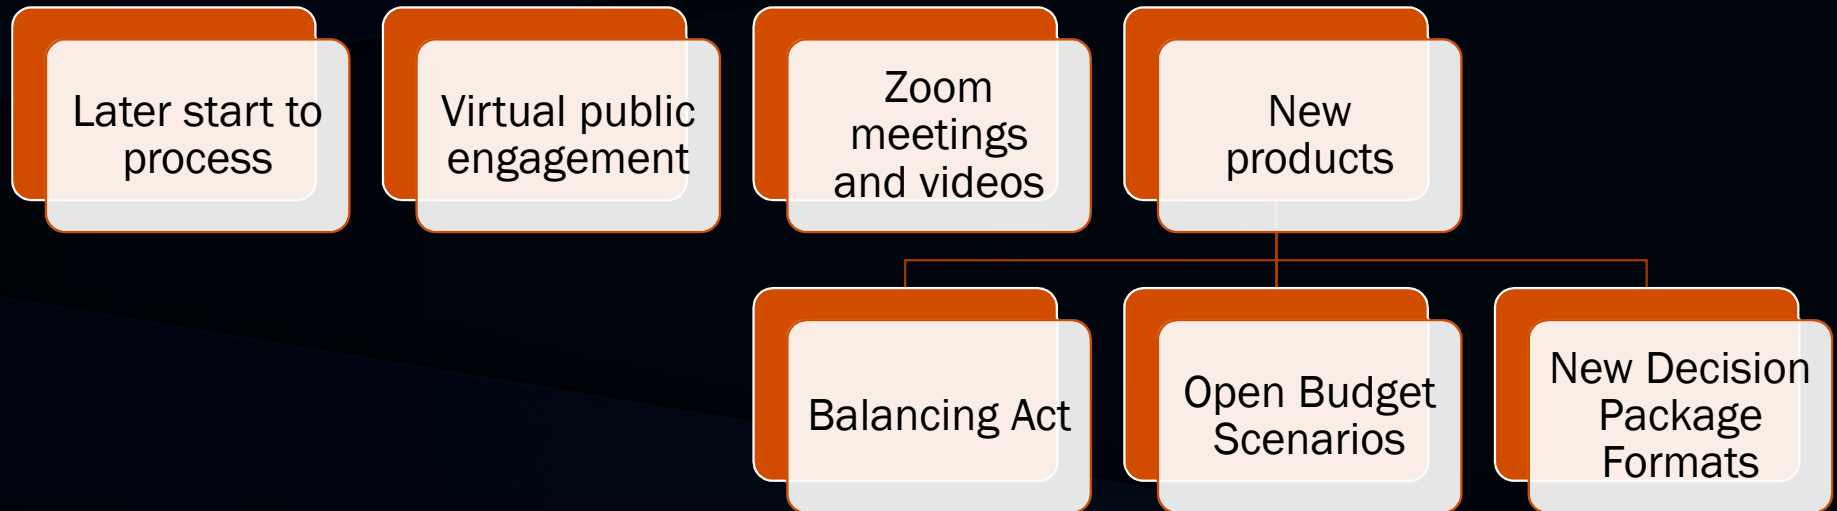 Later start to
process
Virtual public
engagement
Zoom
meetings
and videos
New
products
Balancing Act
Open Budget
Scenarios
New Decision
Package
Formats